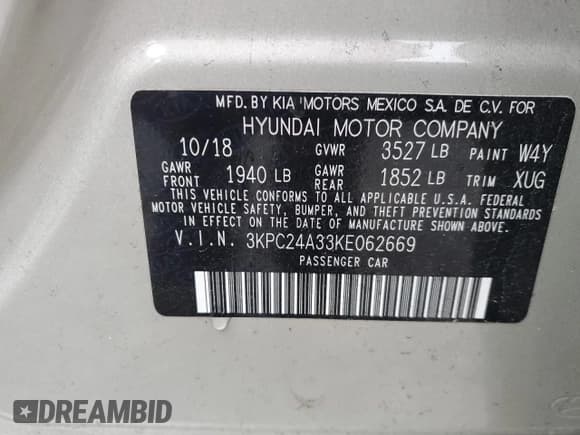 MFD. BY KIA MOTORS MEXICO S.A. DE C.V. FOR
HYUNDAI MOTOR COMPANY
10/18 GVWR 3527 LB PAINT W4Y
GAWR FRONT 1940 LB GAWR REAR 1852 LB TRIM XUG
THIS VEHICLE CONFORMS TO ALL APPLICABLE U.S.A. FEDERAL
MOTOR VEHICLE SAFETY, BUMPER, AND THEFT PREVENTION STANDARDS
IN EFFECT ON THE DATE OF MANUFACTURE SHOWN ABOVE.
V.I.N. 3KPC24A33KE062669
PASSENGER CAR
DREAMBID